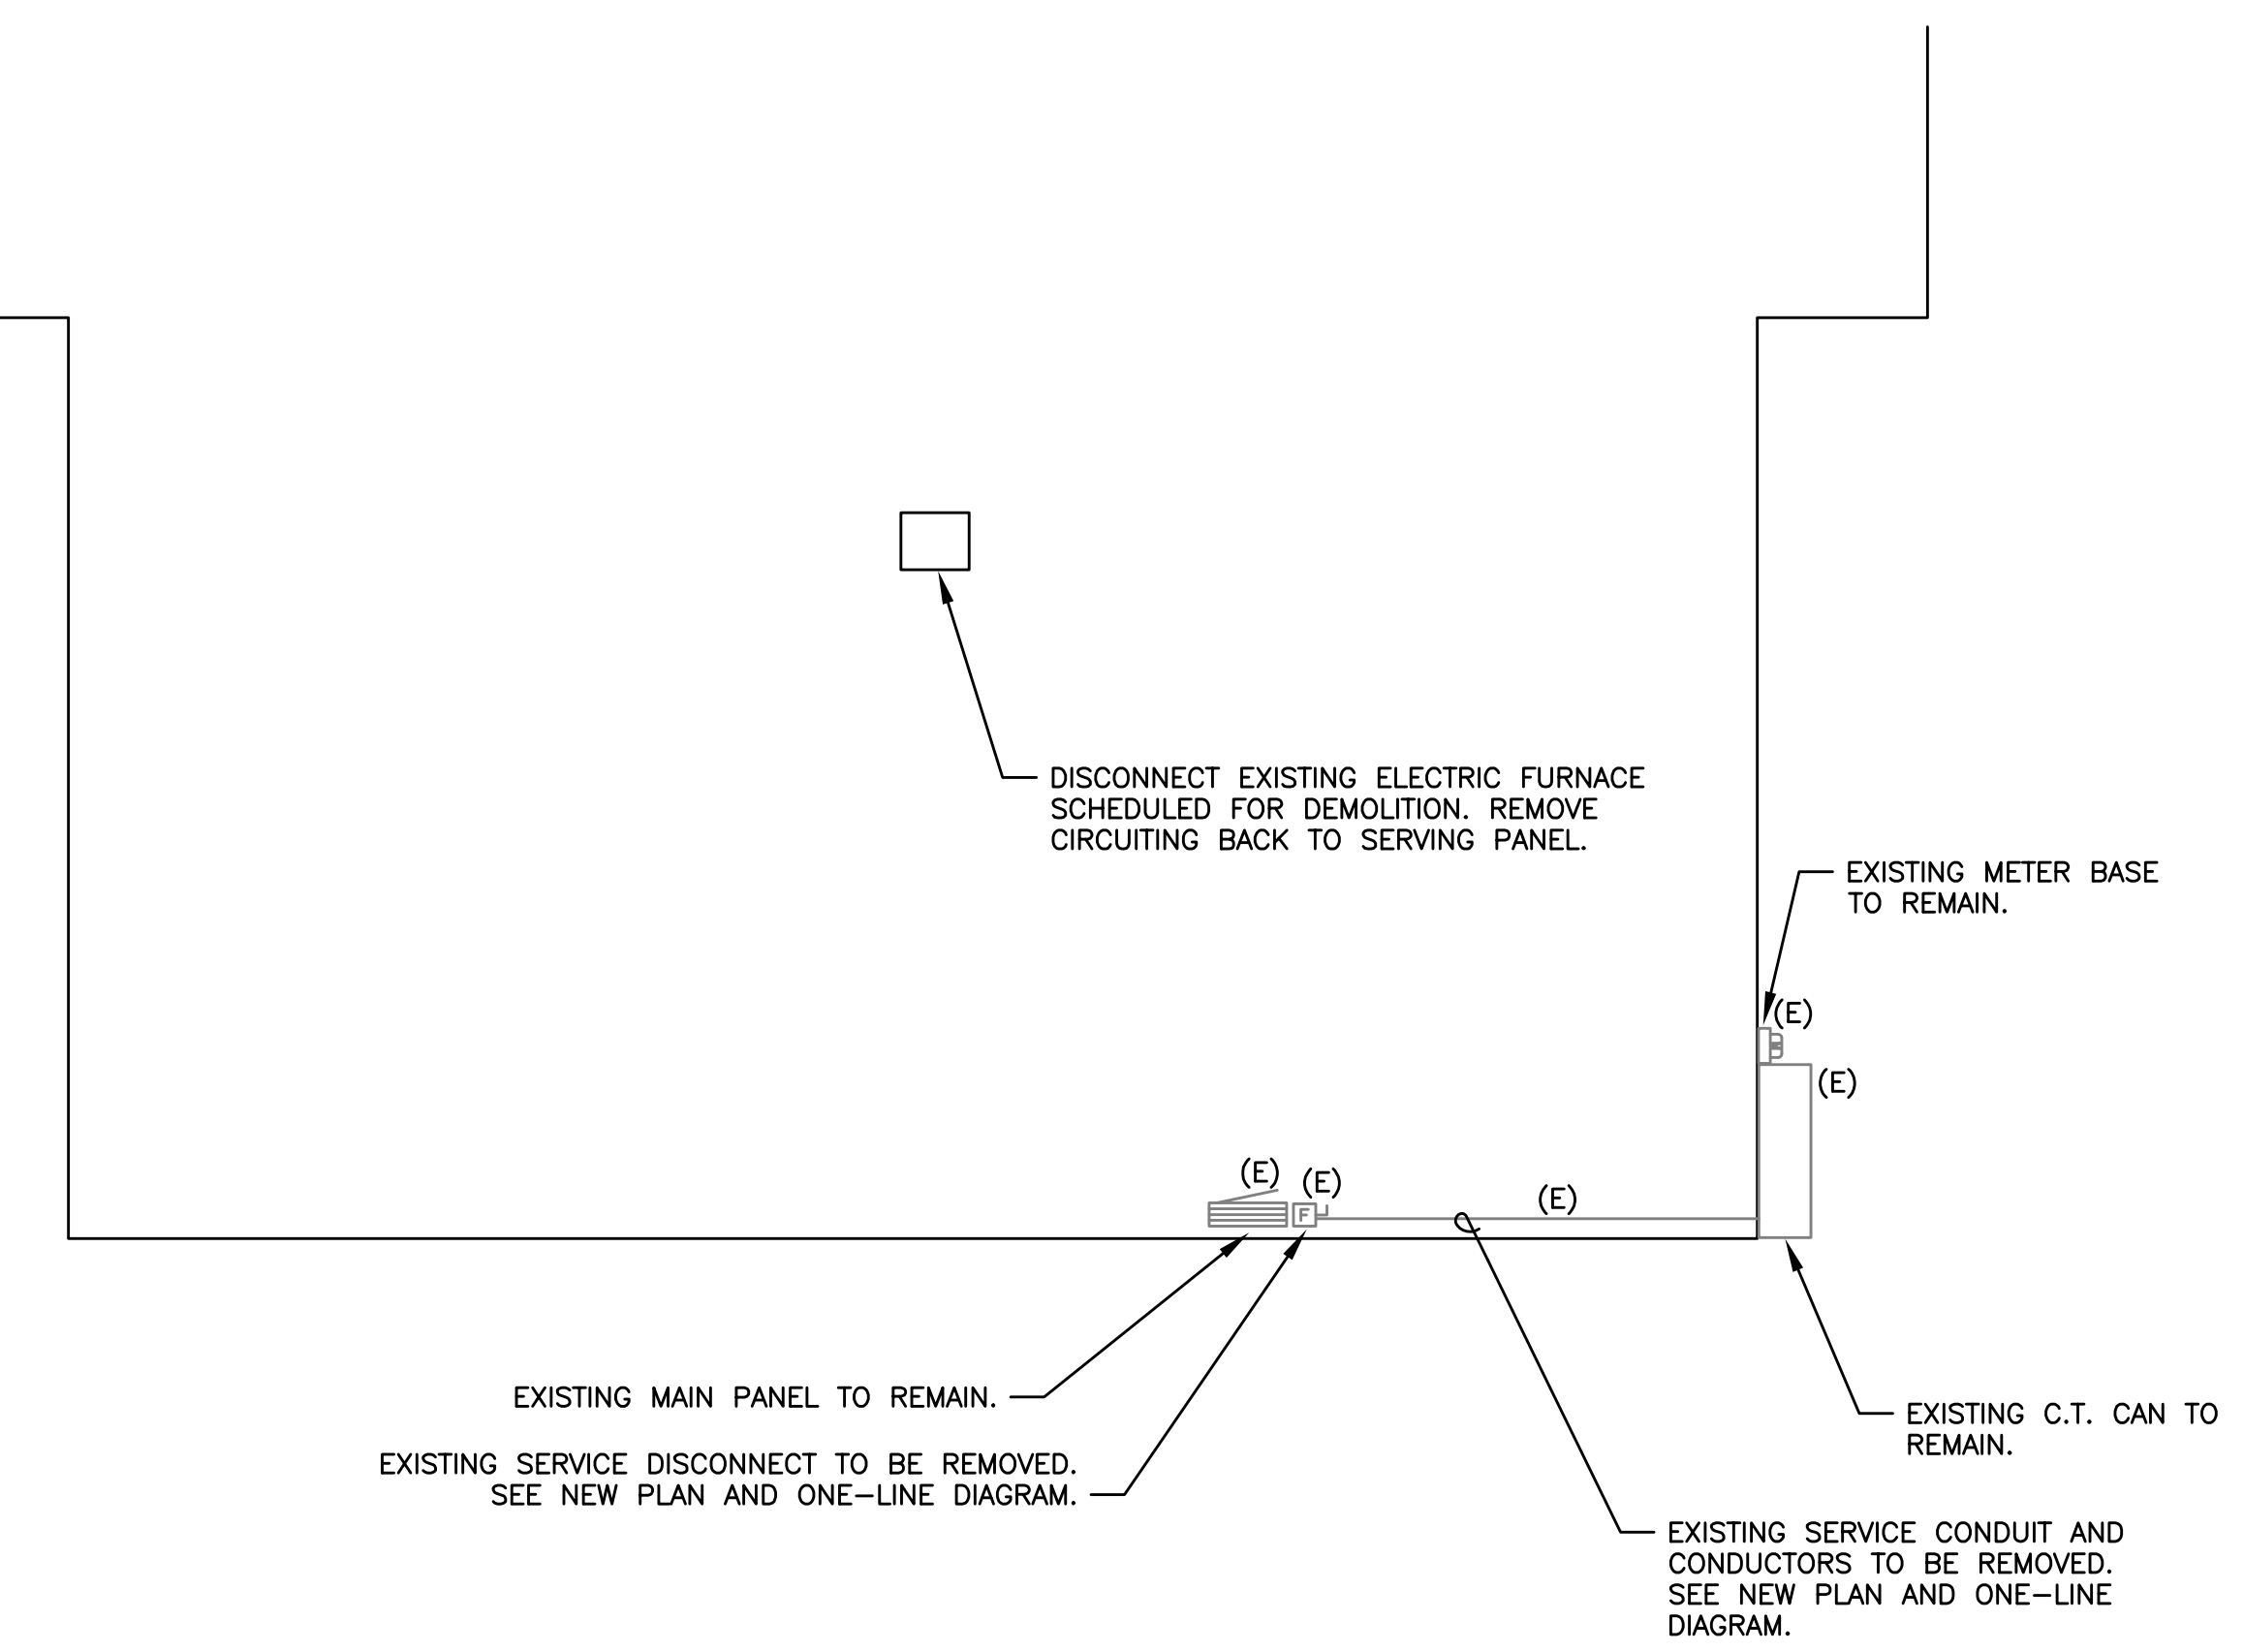 DISCONNECT EXISTING ELECTRIC FURNACE
SCHEDULED FOR DEMOLITION. REMOVE
CIRCUITING BACK TO SERVING PANEL.
EXISTING METER BASE
TO REMAIN.
(E)
(E)
(E)
(E)
(E)
F
EXISTING MAIN PANEL TO REMAIN.
EXISTING SERVICE DISCONNECT TO BE REMOVED.
SEE NEW PLAN AND ONE-LINE DIAGRAM.
EXISTING C.T. CAN TO
REMAIN.
EXISTING SERVICE CONDUIT AND
CONDUCTORS TO BE REMOVED.
SEE NEW PLAN AND ONE-LINE
DIAGRAM.